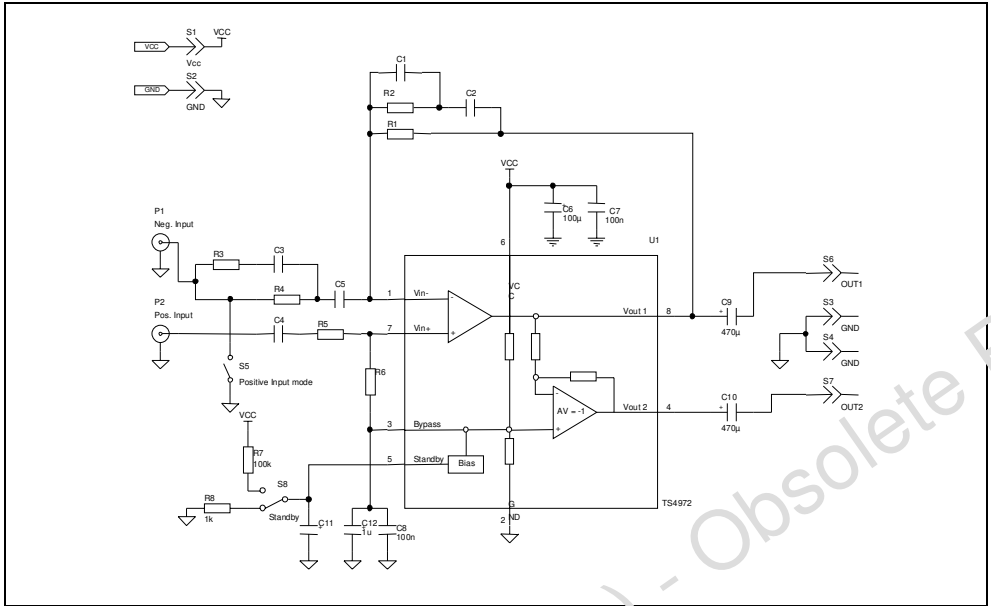 S1
VCC
VCC
Vcc
S2
GND
GND
C1
R2
C2
R1
VCC
C6
100µ
C7
100n
P1
Neg. Input
6
U1
R3
C3
S6
OUT1
VC
C
R4
C5
1
Vin-
-
P2
Pos. Input
C4
R5
7
Vin+
+
Vout 1
8
C9
+
470µ
S3
GND
S4
GND
S5
Positive Input mode
R6
S7
OUT2
VCC
-
AV = -1
+
Vout 2
4
C10
+
470µ
3
Bypass
R7
100k
5
Standby
Bias
S8
R8
1k
Standby
C11
+
C12
1u
C8
100n
G
ND
2
TS4972
) - Obsolete